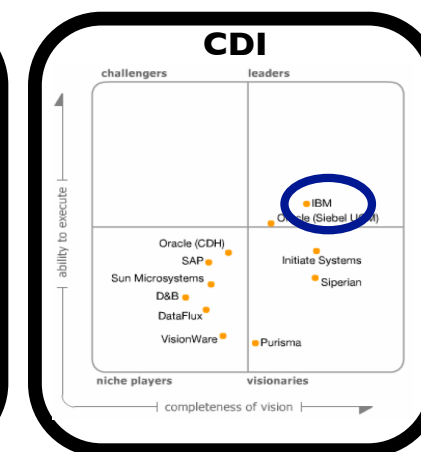 CDI
challengers
leaders
IBM
Oracle (Siebel UCM)
Oracle (CDH)
SAP
Initiate Systems
Sun Microsystems
Siperian
D&B
DataFlux
VisionWare
Purisma
niche players
visionaries
ability to execute
completeness of vision